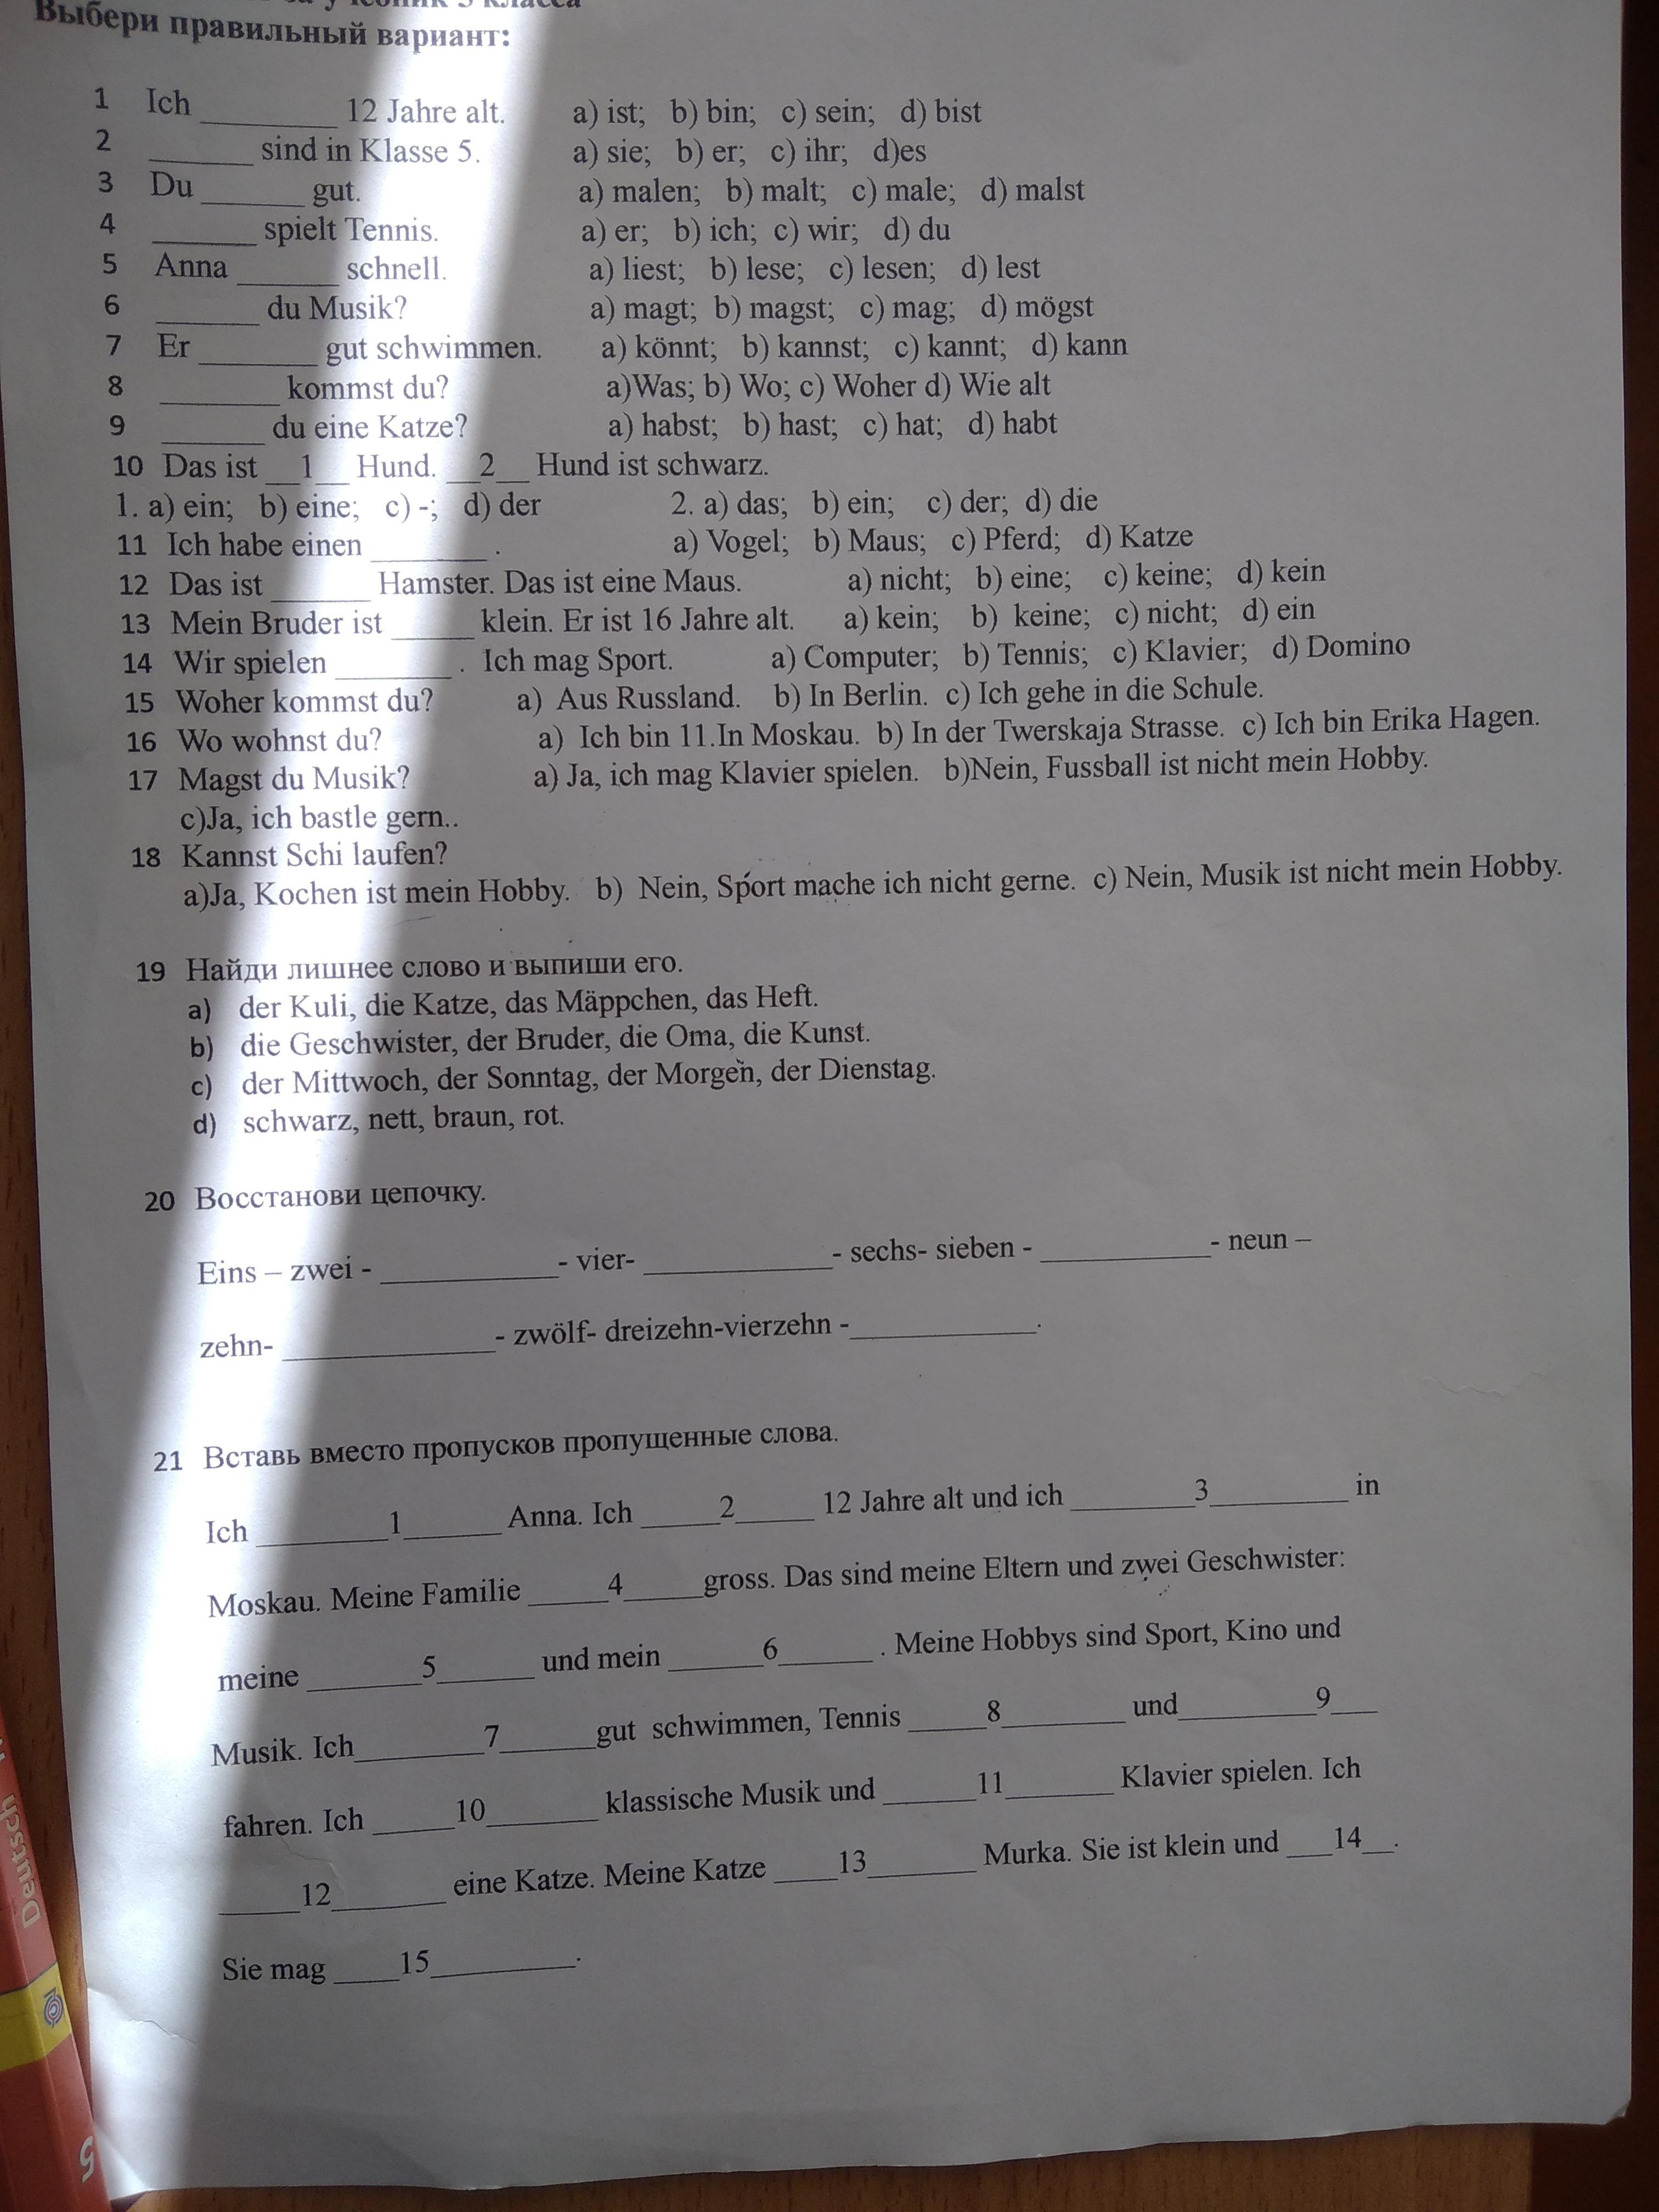 за учебник 5 класса
Выбери правильный вариант:
1 Ich ________ 12 Jahre alt. a) ist; b) bin; c) sein; d) bist
2 ______ sind in Klasse 5. a) sie; b) er; c) ihr; d)es
3 Du ______ gut. a) malen; b) malt; c) male; d) malst
4 ______ spielt Tennis. a) er; b) ich; c) wir; d) du
5 Anna ______ schnell. a) liest; b) lese; c) lesen; d) lest
6 ______ du Musik? a) magt; b) magst; c) mag; d) mögst
7 Er _______ gut schwimmen. a) könnt; b) kannst; c) kannt; d) kann
8 _______ kommst du? a)Was; b) Wo; c) Woher d) Wie alt
9 ______ du eine Katze? a) habst; b) hast; c) hat; d) habt
10 Das ist __1__ Hund. __2__ Hund ist schwarz.
1. a) ein; b) eine; c) -; d) der 2. a) das; b) ein; c) der; d) die
11 Ich habe einen _______ . a) Vogel; b) Maus; c) Pferd; d) Katze
12 Das ist ______ Hamster. Das ist eine Maus. a) nicht; b) eine; c) keine; d) kein
13 Mein Bruder ist _____ klein. Er ist 16 Jahre alt. a) kein; b) keine; c) nicht; d) ein
14 Wir spielen _______ . Ich mag Sport. a) Computer; b) Tennis; c) Klavier; d) Domino
15 Woher kommst du? a) Aus Russland. b) In Berlin. c) Ich gehe in die Schule.
16 Wo wohnst du? a) Ich bin 11.In Moskau. b) In der Twerskaja Strasse. c) Ich bin Erika Hagen.
17 Magst du Musik? a) Ja, ich mag Klavier spielen. b)Nein, Fussball ist nicht mein Hobby.
c)Ja, ich bastle gern..
18 Kannst Schi laufen?
a)Ja, Kochen ist mein Hobby. b) Nein, Sport mache ich nicht gerne. c) Nein, Musik ist nicht mein Hobby.
19 Найди лишнее слово и выпиши его.
a) der Kuli, die Katze, das Mäppchen, das Heft.
b) die Geschwister, der Bruder, die Oma, die Kunst.
c) der Mittwoch, der Sonntag, der Morgen, der Dienstag.
d) schwarz, nett, braun, rot.
20 Восстанови цепочку.
Eins – zwei - ___________- vier- ___________- sechs- sieben - __________- neun –
zehn- ____________- zwölf- dreizehn-vierzehn -___________.
21 Вставь вместо пропусков пропущенные слова.
Ich ________1______ Anna. Ich _____2_____ 12 Jahre alt und ich ________3_________ in
Moskau. Meine Familie _____4_____gross. Das sind meine Eltern und zwei Geschwister:
meine _______5______ und mein ______6______ . Meine Hobbys sind Sport, Kino und
Musik. Ich________7______gut schwimmen, Tennis _____8________ und_________9___
fahren. Ich _____10_______ klassische Musik und ______11_______ Klavier spielen. Ich
_____12_______ eine Katze. Meine Katze ____13_______ Murka. Sie ist klein und ___14__.
Sie mag ____15_________.
Deutsch
5